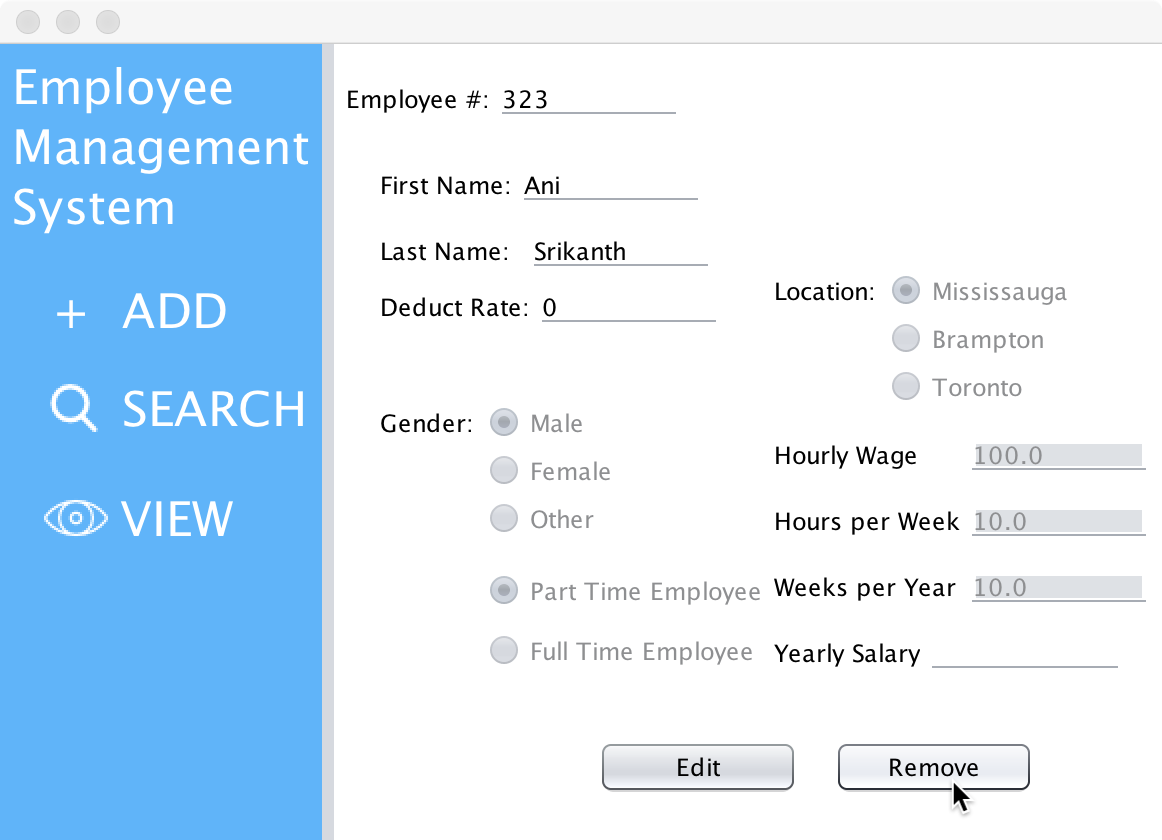 Employee
Management
System
+ ADD
SEARCH
VIEW
Employee #: 323
First Name: Ani
Last Name: Srikanth
Deduct Rate: 0
Gender: Male
Female
Other
Part Time Employee
Full Time Employee
Location: Mississauga
Brampton
Toronto
Hourly Wage 100.0
Hours per Week 10.0
Weeks per Year 10.0
Yearly Salary
Edit
Remove